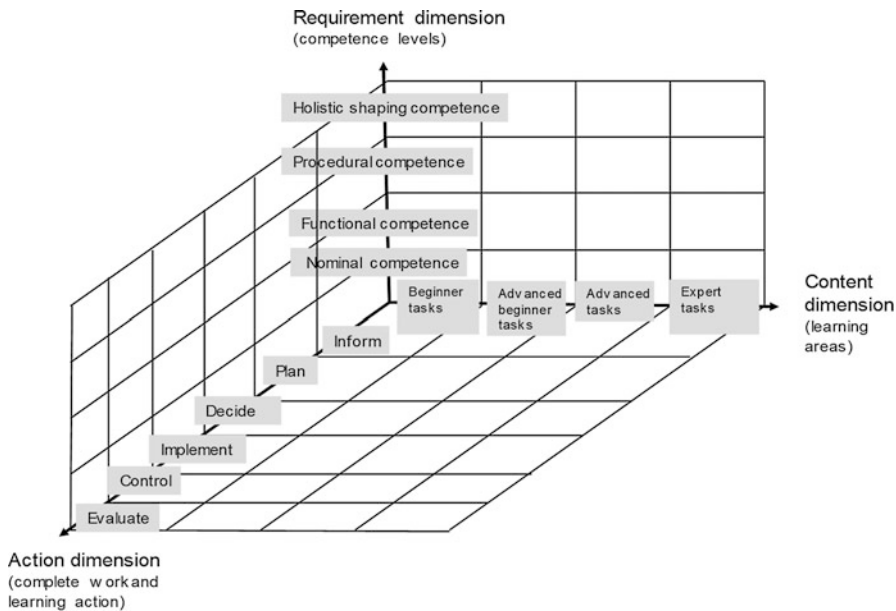 Requirement dimension
(competence levels)
Holistic shaping competence
Procedural competence
Functional competence
Nominal competence
Beginner
tasks
Advanced
beginner
tasks
Advanced
tasks
Expert
tasks
Content
dimension
(learning
areas)
Inform
Plan
Decide
Implement
Control
Evaluate
Action dimension
(complete work and
learning action)